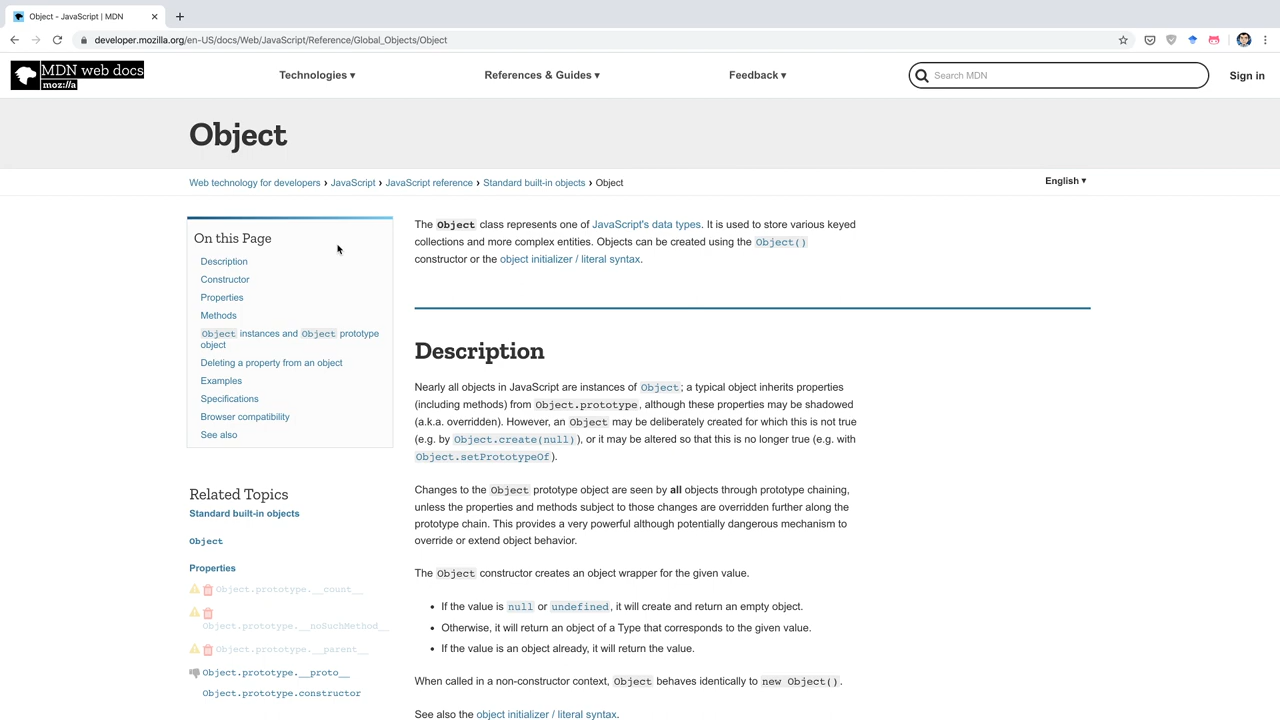 Object - JavaScript | MDN
developer.mozilla.org/en-US/docs/Web/JavaScript/Reference/Global_Objects/Object
MDN web docs
moz://a
Technologies ▾
References & Guides ▾
Feedback ▾
Search MDN
Sign in
Object
Web technology for developers › JavaScript › JavaScript reference › Standard built-in objects › Object
English ▾
On this Page
Description
Constructor
Properties
Methods
Object instances and Object prototype
object
Deleting a property from an object
Examples
Specifications
Browser compatibility
See also
Related Topics
Standard built-in objects
Object
Properties
Object.prototype.__count__
Object.prototype.__noSuchMethod__
Object.prototype.__parent__
Object.prototype.__proto__
Object.prototype.constructor
The Object class represents one of JavaScript's data types. It is used to store various keyed
collections and more complex entities. Objects can be created using the Object()
constructor or the object initializer / literal syntax.
Description
Nearly all objects in JavaScript are instances of Object; a typical object inherits properties
(including methods) from Object.prototype, although these properties may be shadowed
(a.k.a. overridden). However, an Object may be deliberately created for which this is not true
(e.g. by Object.create(null)), or it may be altered so that this is no longer true (e.g. with
Object.setPrototypeOf).
Changes to the Object prototype object are seen by all objects through prototype chaining,
unless the properties and methods subject to those changes are overridden further along the
prototype chain. This provides a very powerful although potentially dangerous mechanism to
override or extend object behavior.
The Object constructor creates an object wrapper for the given value.
• If the value is null or undefined, it will create and return an empty object.
• Otherwise, it will return an object of a Type that corresponds to the given value.
• If the value is an object already, it will return the value.
When called in a non-constructor context, Object behaves identically to new Object().
See also the object initializer / literal syntax.